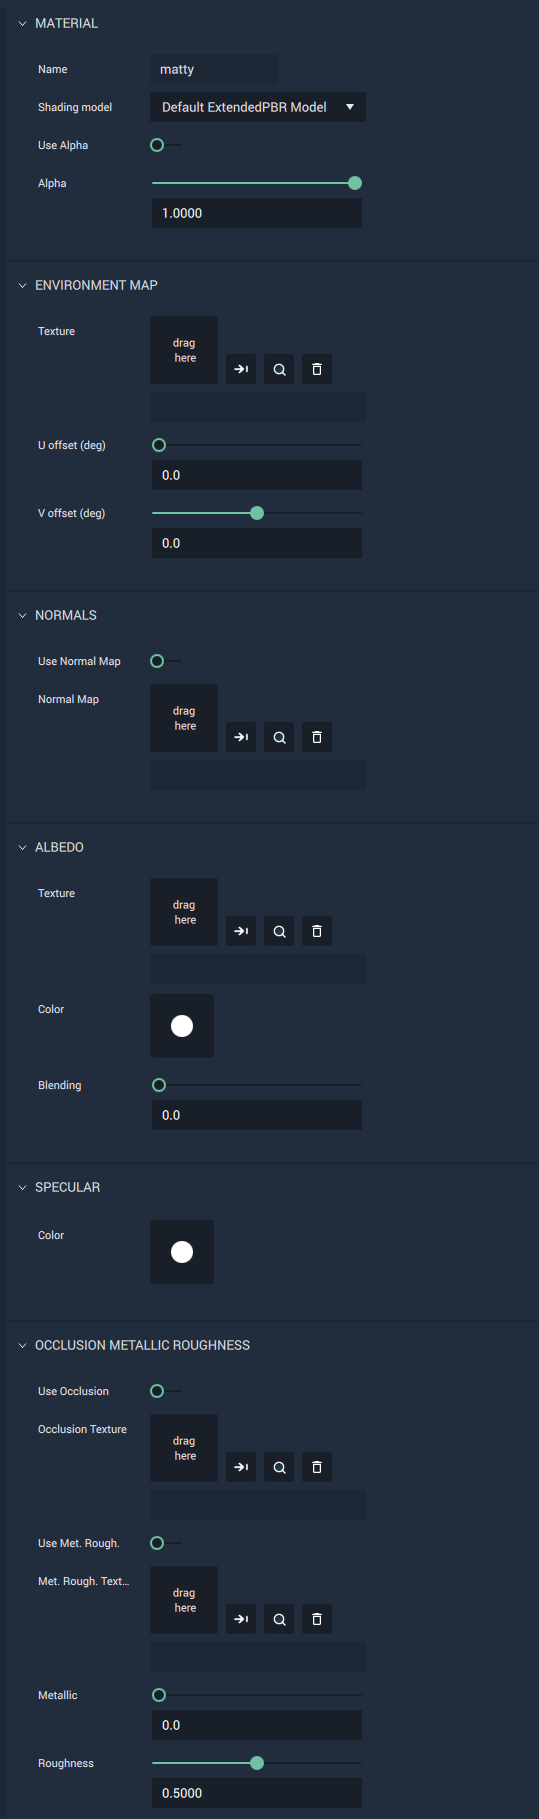 MATERIAL
Name
matty
Shading model
Default ExtendedPBR Model
Use Alpha
Alpha
1.0000
ENVIRONMENT MAP
Texture
drag
here
U offset (deg)
0.0
V offset (deg)
0.0
NORMALS
Use Normal Map
Normal Map
drag
here
ALBEDO
Texture
drag
here
Color
Blending
0.0
SPECULAR
Color
OCCLUSION METALLIC ROUGHNESS
Use Occlusion
Occlusion Texture
drag
here
Use Met. Rough.
Met. Rough. Text...
drag
here
Metallic
0.0
Roughness
0.5000